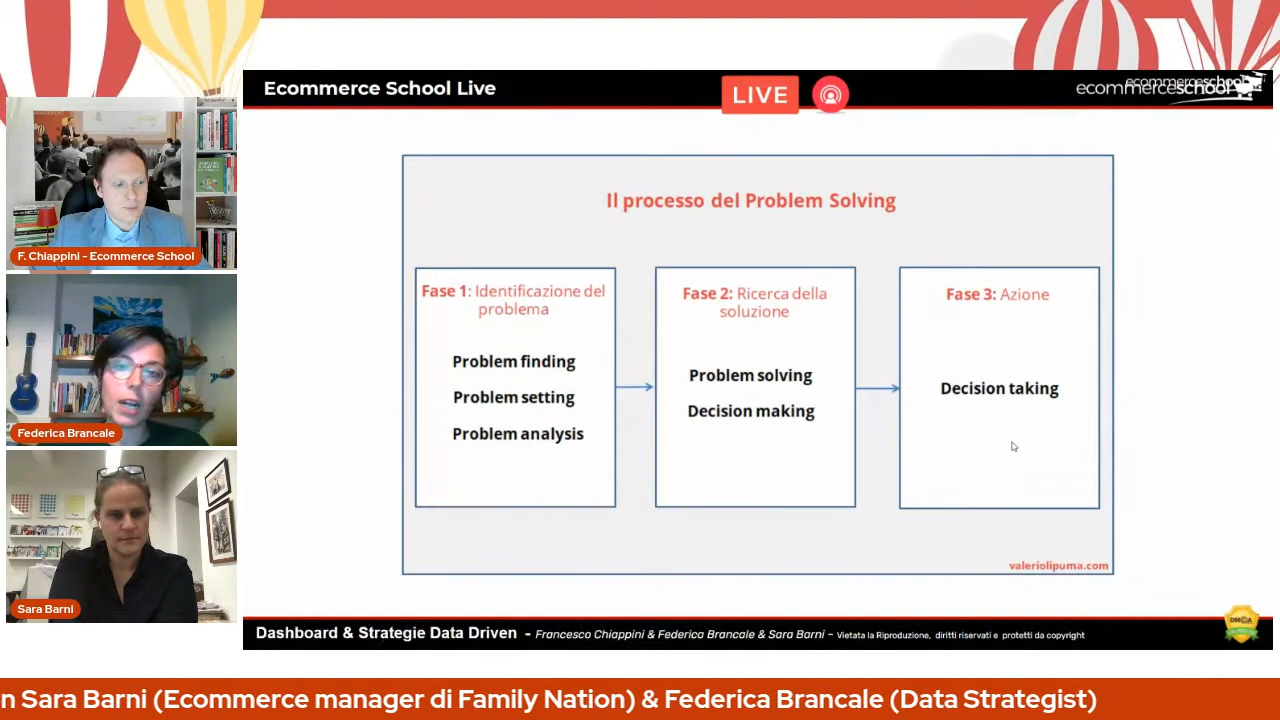 Ecommerce School Live
LIVE
ecommerceschool
ecommerceschool
F. Chiappini - Ecommerce School
Federica Brancale
Sara Barni
Il processo del Problem Solving
Fase 1: Identificazione del
problema
Problem finding
Problem setting
Problem analysis
Fase 2: Ricerca della
soluzione
Problem solving
Decision making
Fase 3: Azione
Decision taking
valeriolipuma.com
Dashboard & Strategie Data Driven - Francesco Chiappini & Federica Brancale & Sara Barni – Vietata la Riproduzione, diritti riservati e protetti da copyright
DMCA
n Sara Barni (Ecommerce manager di Family Nation) & Federica Brancale (Data Strategist)